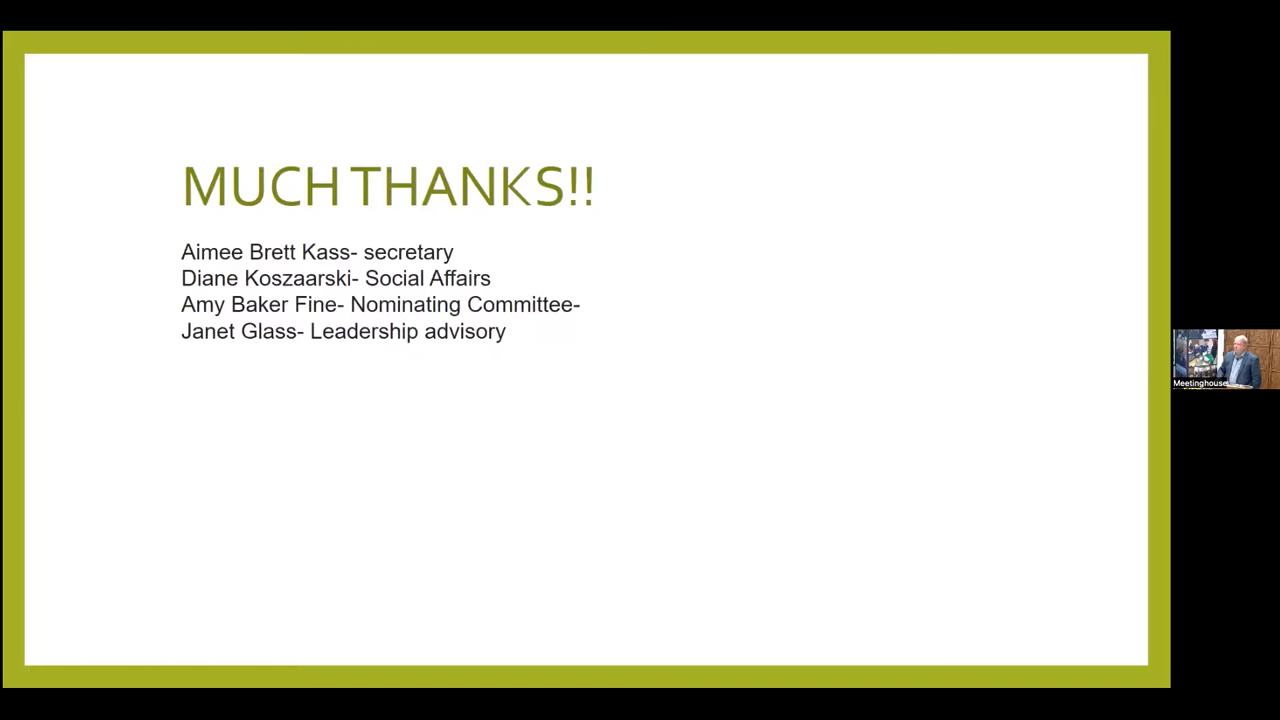 MUCH THANKS!!
Aimee Brett Kass- secretary
Diane Koszaarski- Social Affairs
Amy Baker Fine- Nominating Committee-
Janet Glass- Leadership advisory
Meetinghouse